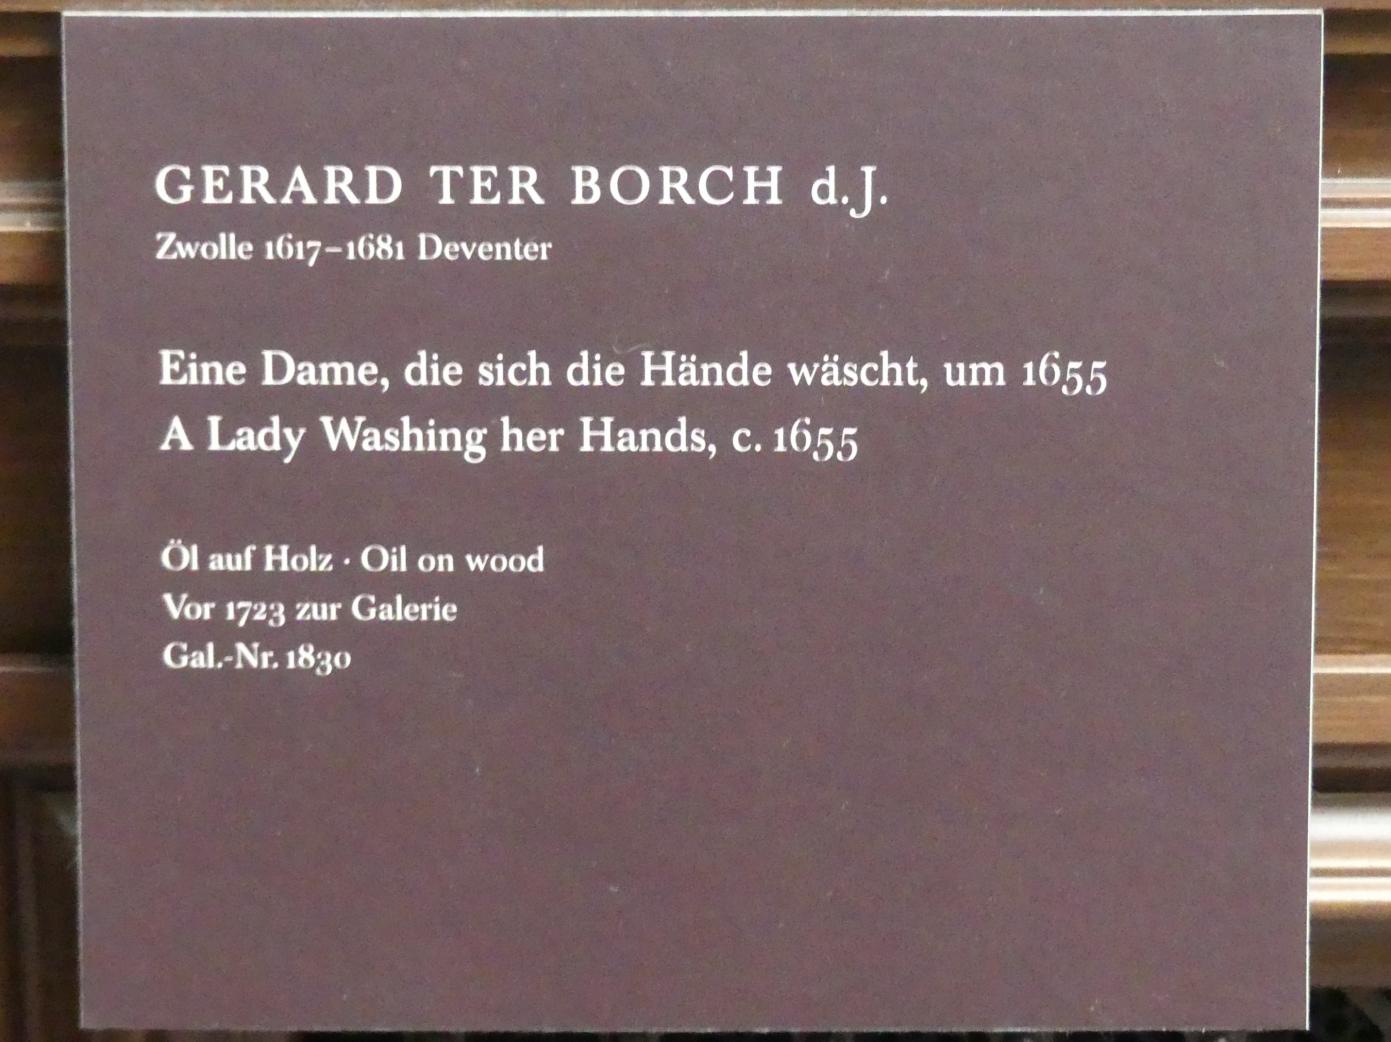 GERARD TER BORCH d.J.
Zwolle 1617–1681 Deventer
Eine Dame, die sich die Hände wäscht, um 1655
A Lady Washing her Hands, c. 1655
Öl auf Holz · Oil on wood
Vor 1723 zur Galerie
Gal.-Nr. 1830